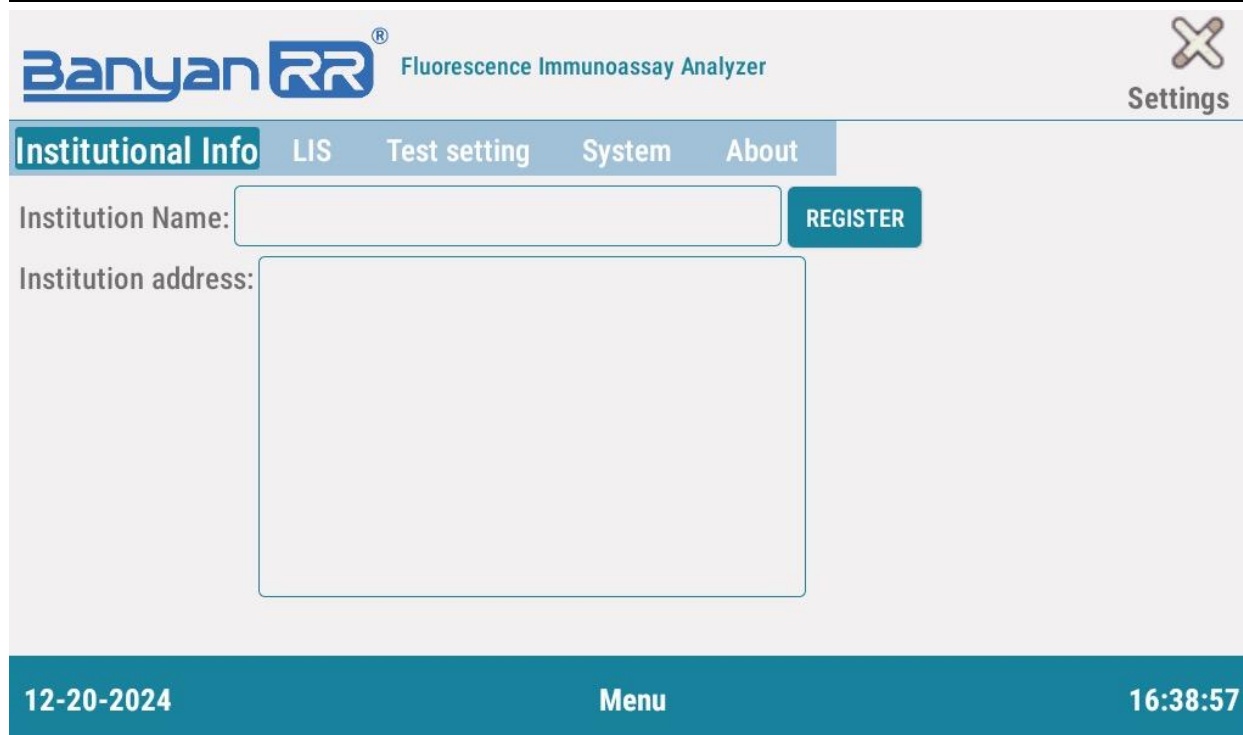 Banyan RR® Fluorescence Immunoassay Analyzer
Settings
Institutional Info LIS Test setting System About
Institution Name: REGISTER
Institution address:
12-20-2024 Menu 16:38:57